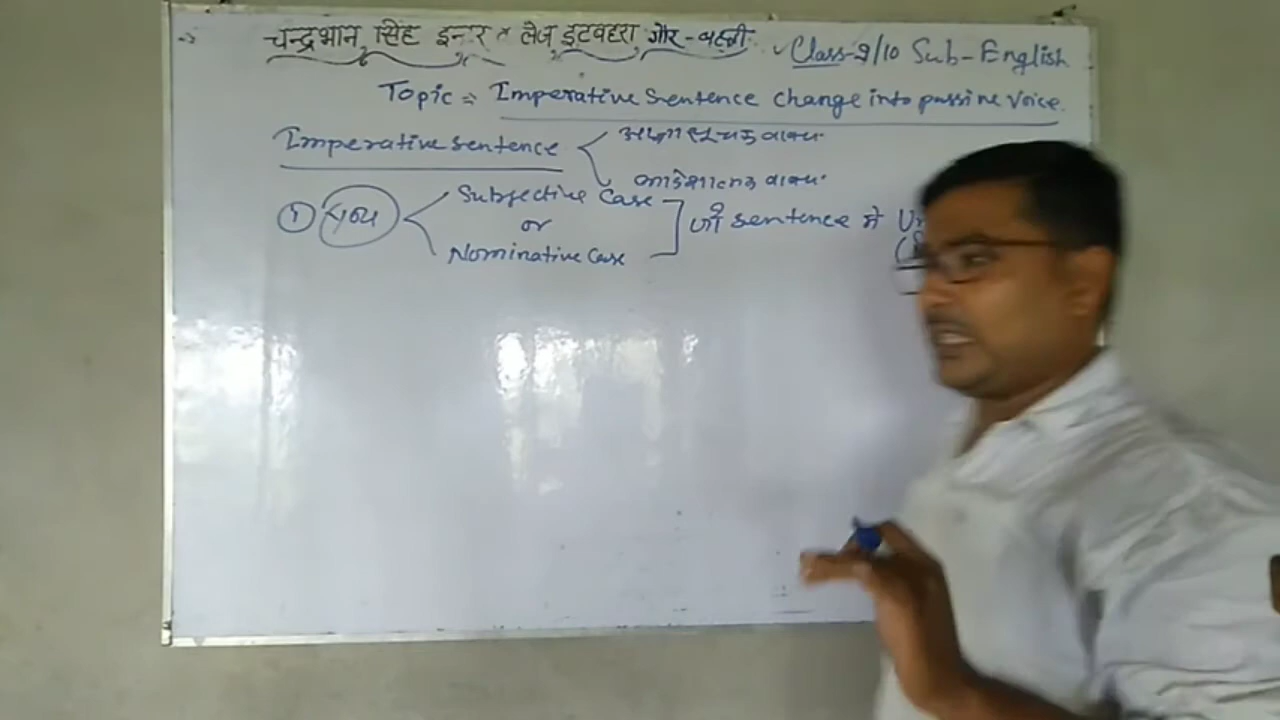 चन्द्रभान सिंह इन्टर कालेज इटवहरा गौर-बस्ती Class-9/10 Sub-English
Topic :- Imperative sentence change into passive voice.
Imperative sentence आज्ञा सूचक वाक्य
आदेशात्मक वाक्य
① You Subjective Case
or
Nominative Case
जो sentence में